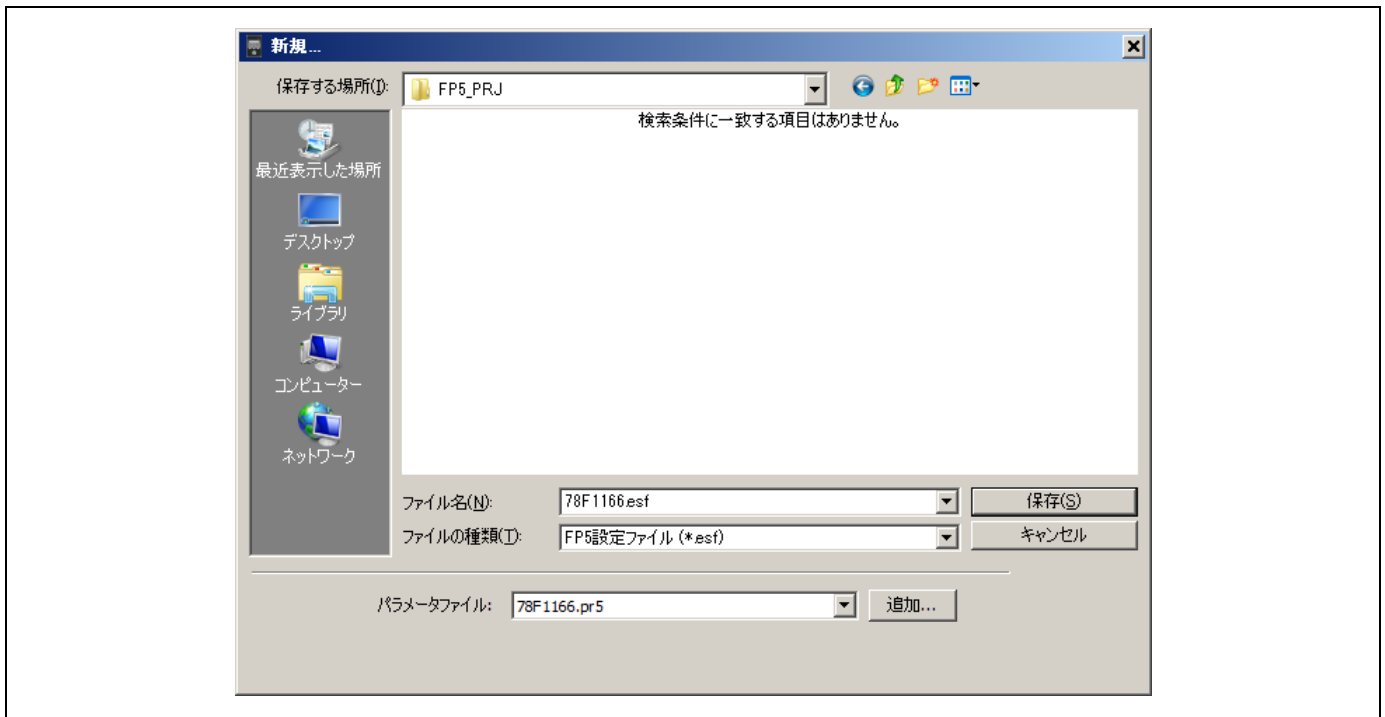 新規...
保存する場所(I):
FP5_PRJ
検索条件に一致する項目はありません。
最近表示した場所
デスクトップ
ライブラリ
コンピューター
ネットワーク
ファイル名(N):
78F1166.esf
保存(S)
ファイルの種類(T):
FP5設定ファイル (*.esf)
キャンセル
パラメータファイル:
78F1166.pr5
追加...